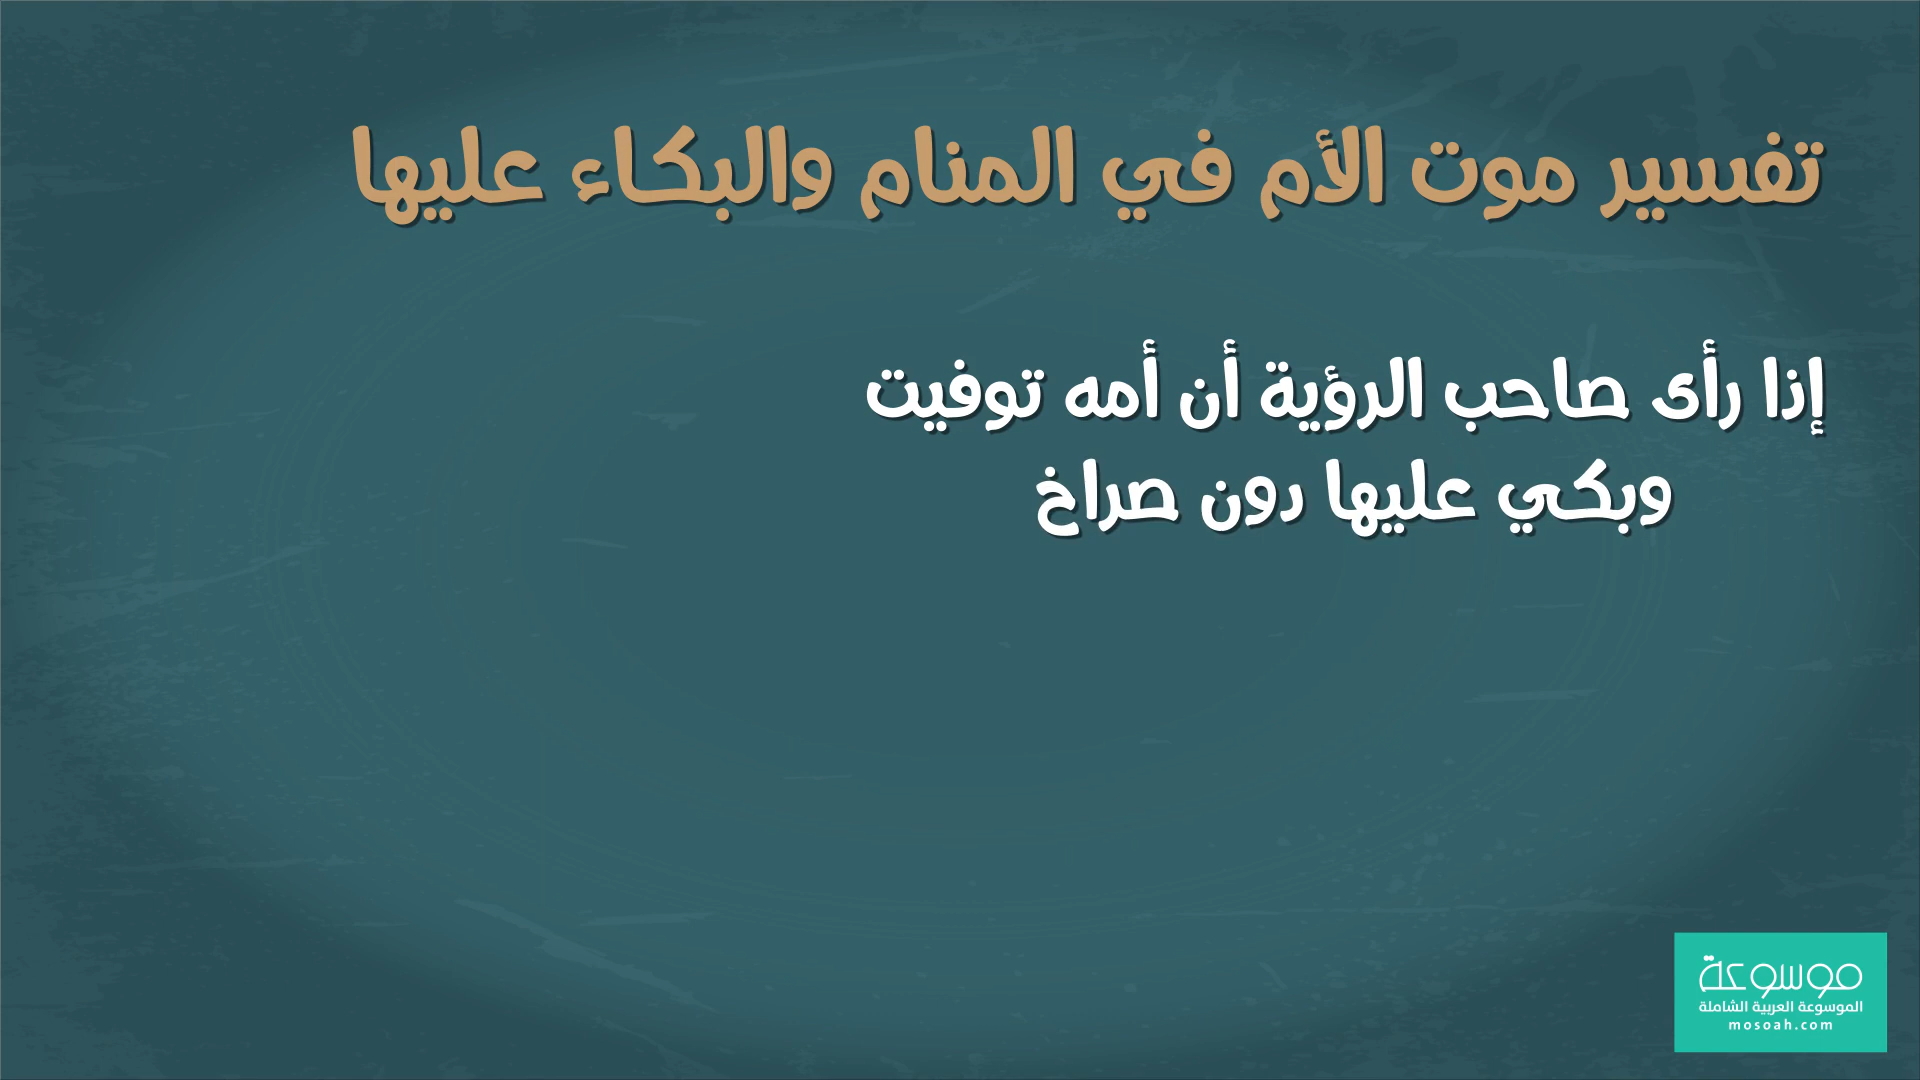 تفسير موت الأم في المنام والبكاء عليها
إذا رأى صاحب الرؤية أن أمه توفيت
وبكي عليها دون صراخ
موسوعة
الموسوعة العربية الشاملة
mosoah.com